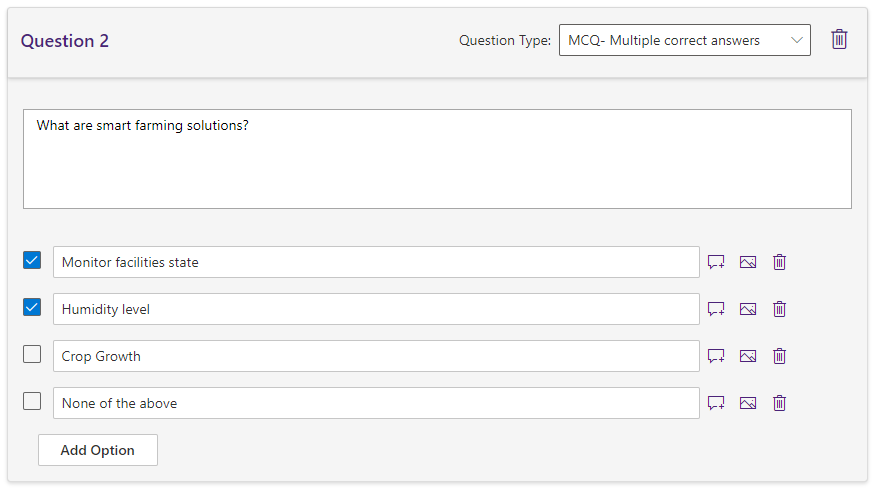 Question 2
Question Type: MCQ- Multiple correct answers
What are smart farming solutions?
Monitor facilities state
Humidity level
Crop Growth
None of the above
Add Option